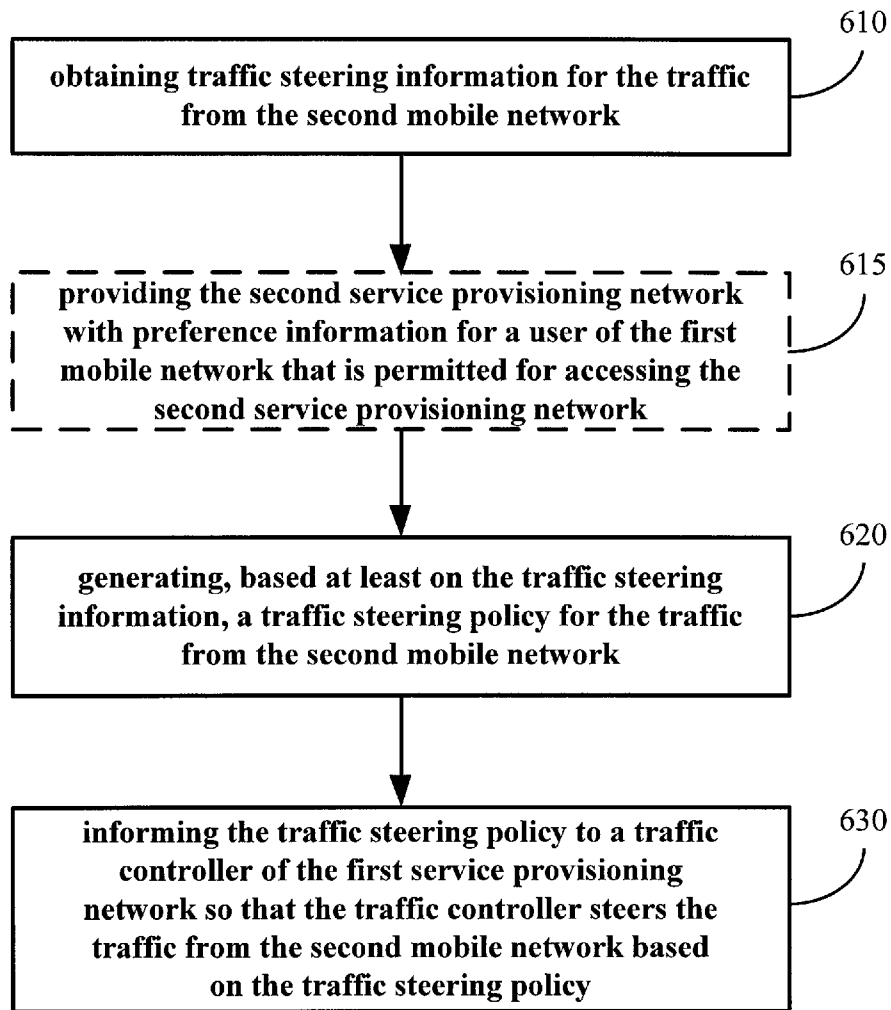 610
obtaining traffic steering information for the traffic
from the second mobile network
615
providing the second service provisioning network
with preference information for a user of the first
mobile network that is permitted for accessing the
second service provisioning network
620
generating, based at least on the traffic steering
information, a traffic steering policy for the traffic
from the second mobile network
630
informing the traffic steering policy to a traffic
controller of the first service provisioning
network so that the traffic controller steers the
traffic from the second mobile network based
on the traffic steering policy